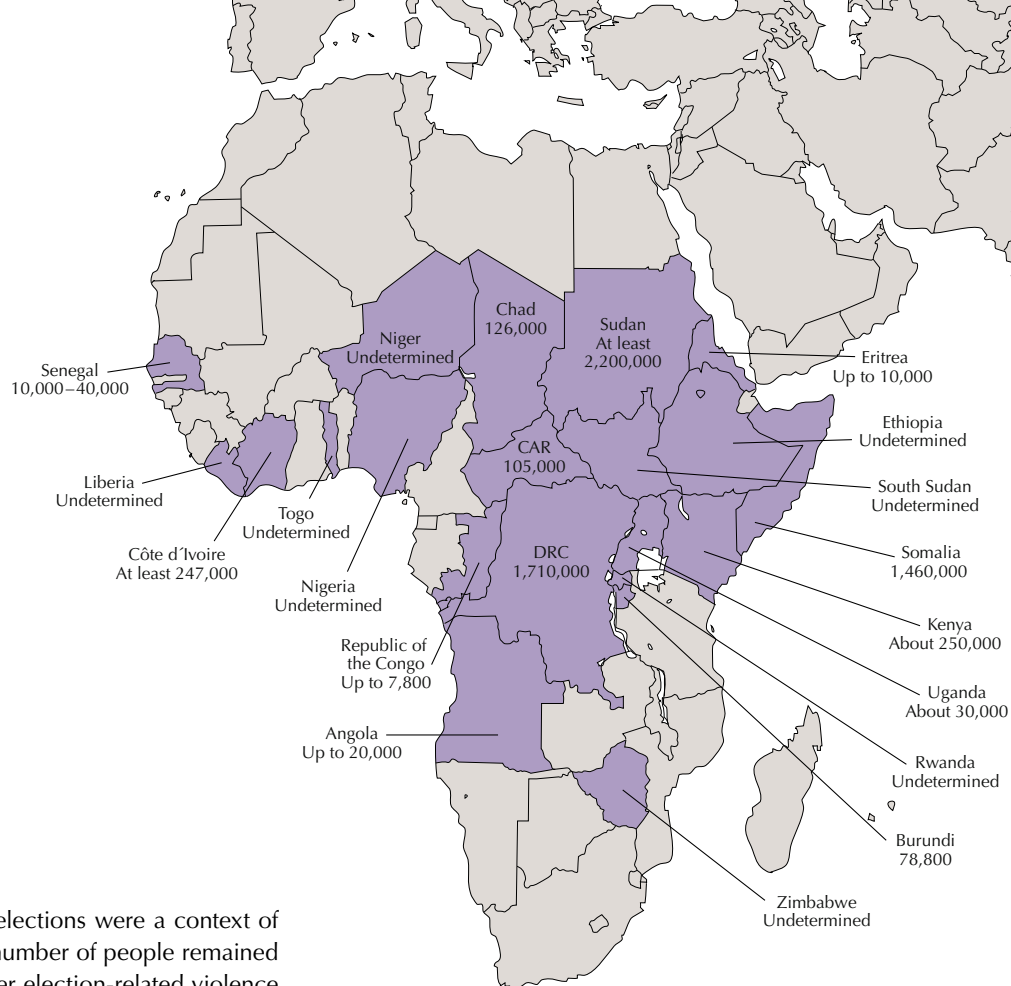 Chad
126,000
Sudan
At least
2,200,000
Niger
Undetermined
Senegal
10,000–40,000
Eritrea
Up to 10,000
Ethiopia
Undetermined
CAR
105,000
Liberia
Undetermined
South Sudan
Undetermined
Togo
Undetermined
Côte d´Ivoire
At least 247,000
DRC
1,710,000
Somalia
1,460,000
Nigeria
Undetermined
Kenya
About 250,000
Republic of
the Congo
Up to 7,800
Uganda
About 30,000
Angola
Up to 20,000
Rwanda
Undetermined
Burundi
78,800
Zimbabwe
Undetermined
elections were a context of
number of people remained
er election-related violence